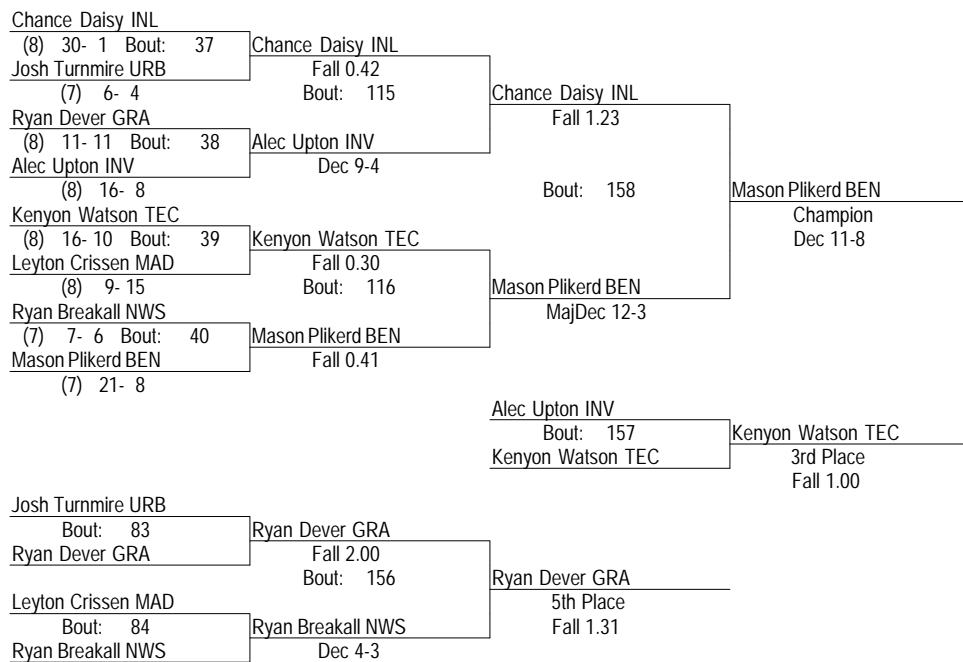 Chance Daisy INL
(8) 30- 1 Bout: 37
Josh Turnmire URB
(7) 6- 4
Ryan Dever GRA
(8) 11- 11 Bout: 38
Alec Upton INV
(8) 16- 8
Kenyon Watson TEC
(8) 16- 10 Bout: 39
Leyton Crissen MAD
(8) 9- 15
Ryan Breakall NWS
(7) 7- 6 Bout: 40
Mason Plikerd BEN
(7) 21- 8
Chance Daisy INL
Fall 0.42
Bout: 115
Alec Upton INV
Dec 9-4
Kenyon Watson TEC
Fall 0.30
Bout: 116
Mason Plikerd BEN
Fall 0.41
Chance Daisy INL
Fall 1.23
Bout: 158
Mason Plikerd BEN
MajDec 12-3
Mason Plikerd BEN
Champion
Dec 11-8
Alec Upton INV
Bout: 157
Kenyon Watson TEC
Kenyon Watson TEC
3rd Place
Fall 1.00
Josh Turnmire URB
Bout: 83
Ryan Dever GRA
Leyton Crissen MAD
Bout: 84
Ryan Breakall NWS
Ryan Dever GRA
Fall 2.00
Bout: 156
Ryan Breakall NWS
Dec 4-3
Ryan Dever GRA
5th Place
Fall 1.31